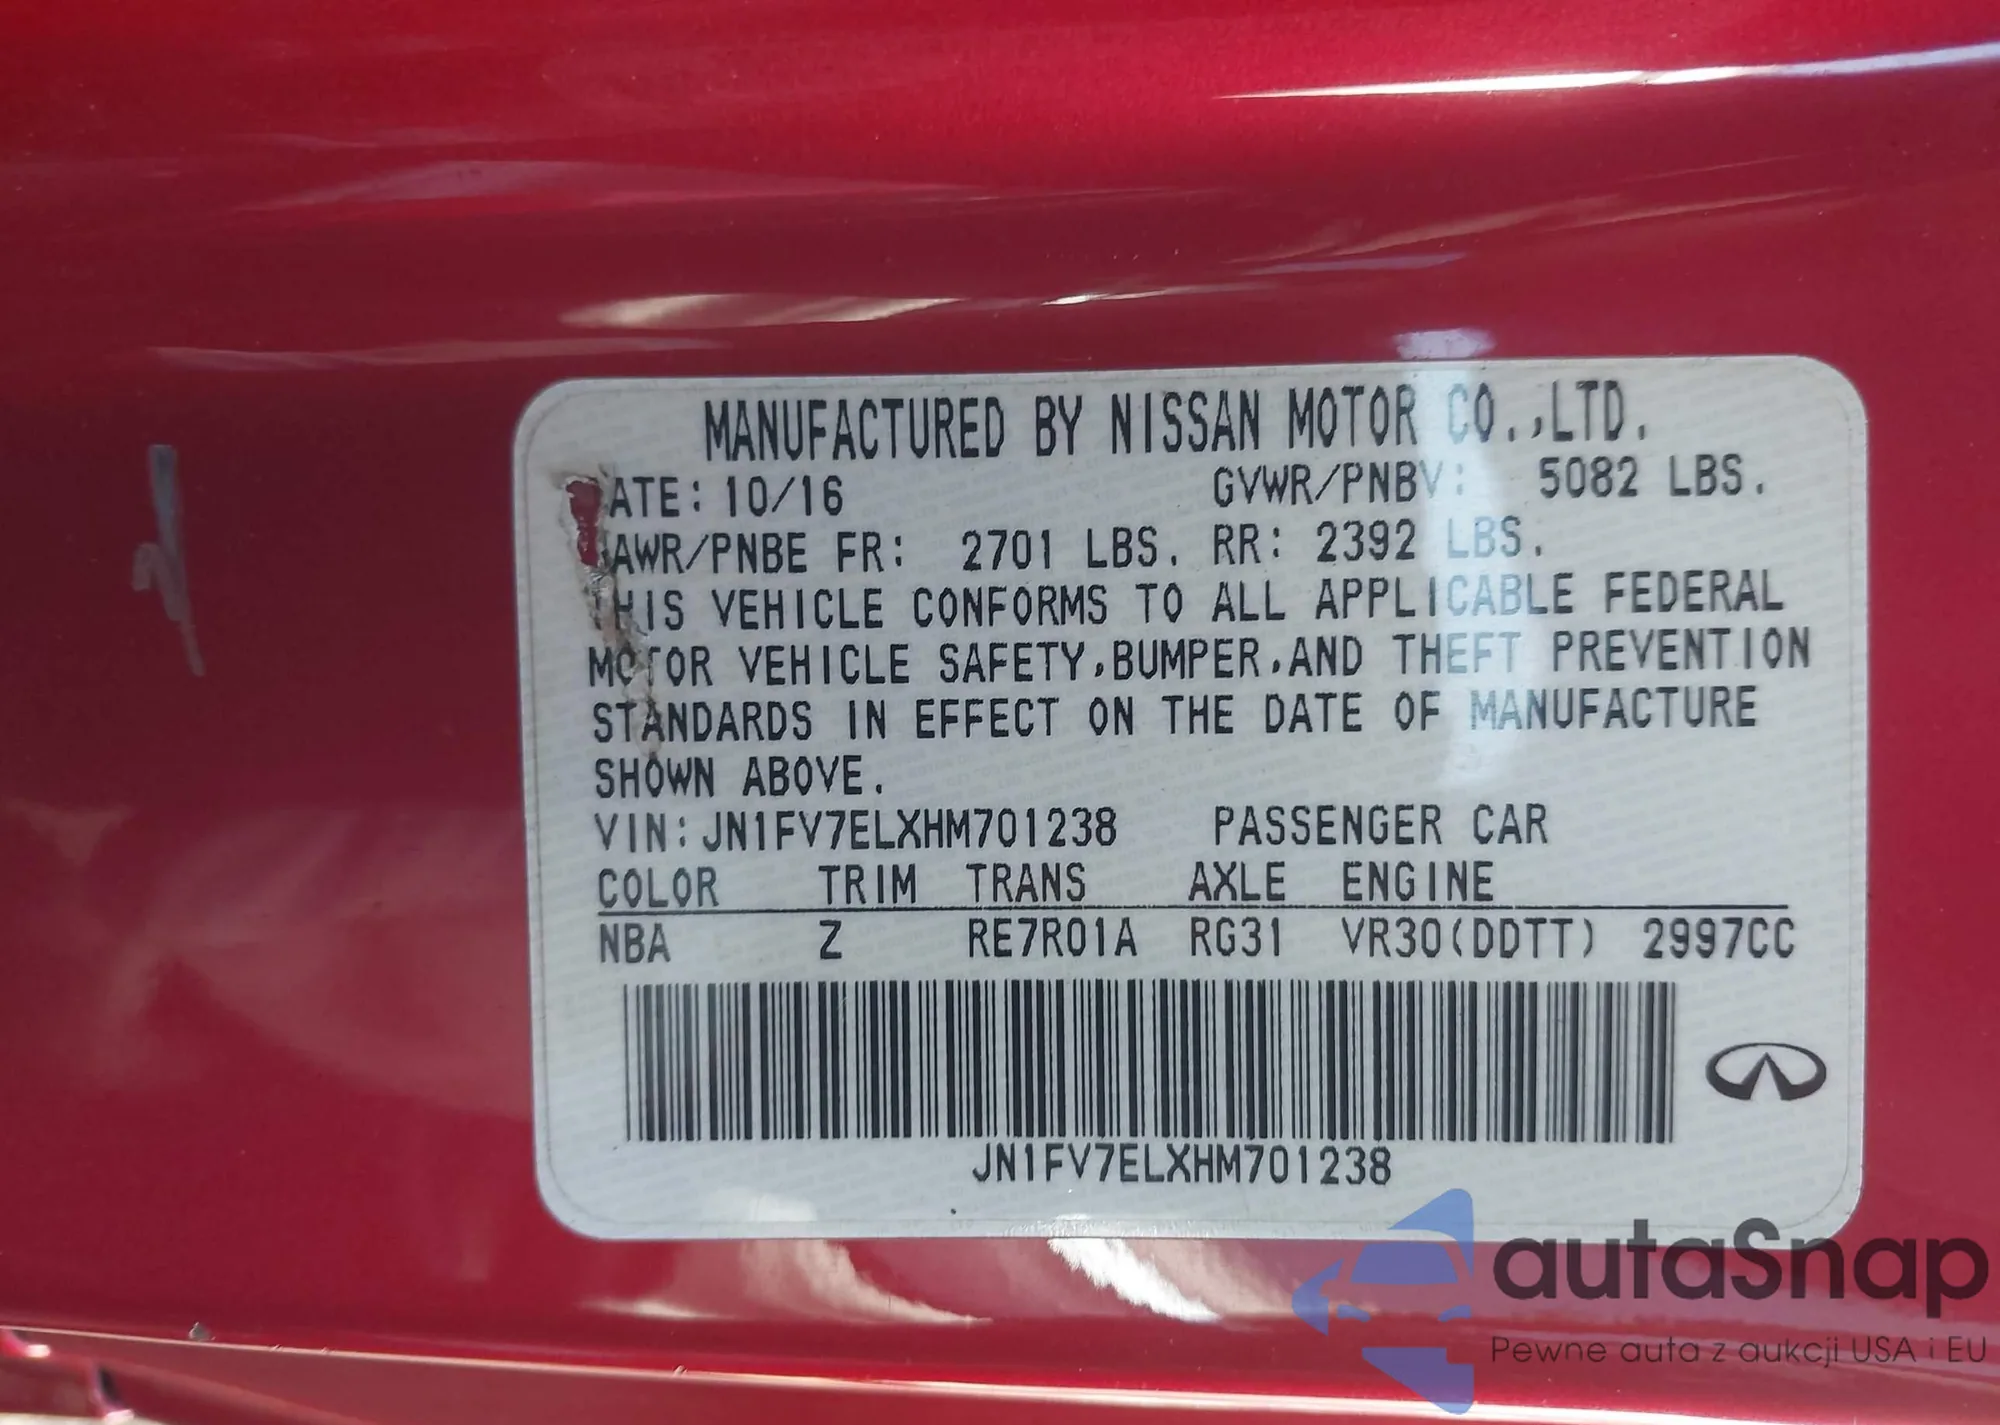 MANUFACTURED BY NISSAN MOTOR CO.,LTD.
ATE: 10/16 GVWR/PNBV: 5082 LBS.
AWR/PNBE FR: 2701 LBS. RR: 2392 LBS.
THIS VEHICLE CONFORMS TO ALL APPLICABLE FEDERAL
MOTOR VEHICLE SAFETY,BUMPER,AND THEFT PREVENTION
STANDARDS IN EFFECT ON THE DATE OF MANUFACTURE
SHOWN ABOVE.
VIN: JN1FV7ELXHM701238 PASSENGER CAR
COLOR TRIM TRANS AXLE ENGINE
NBA Z RE7R01A RG31 VR30(DDTT) 2997CC
JN1FV7ELXHM701238
autaSnap
Pewne auta z aukcji USA i EU